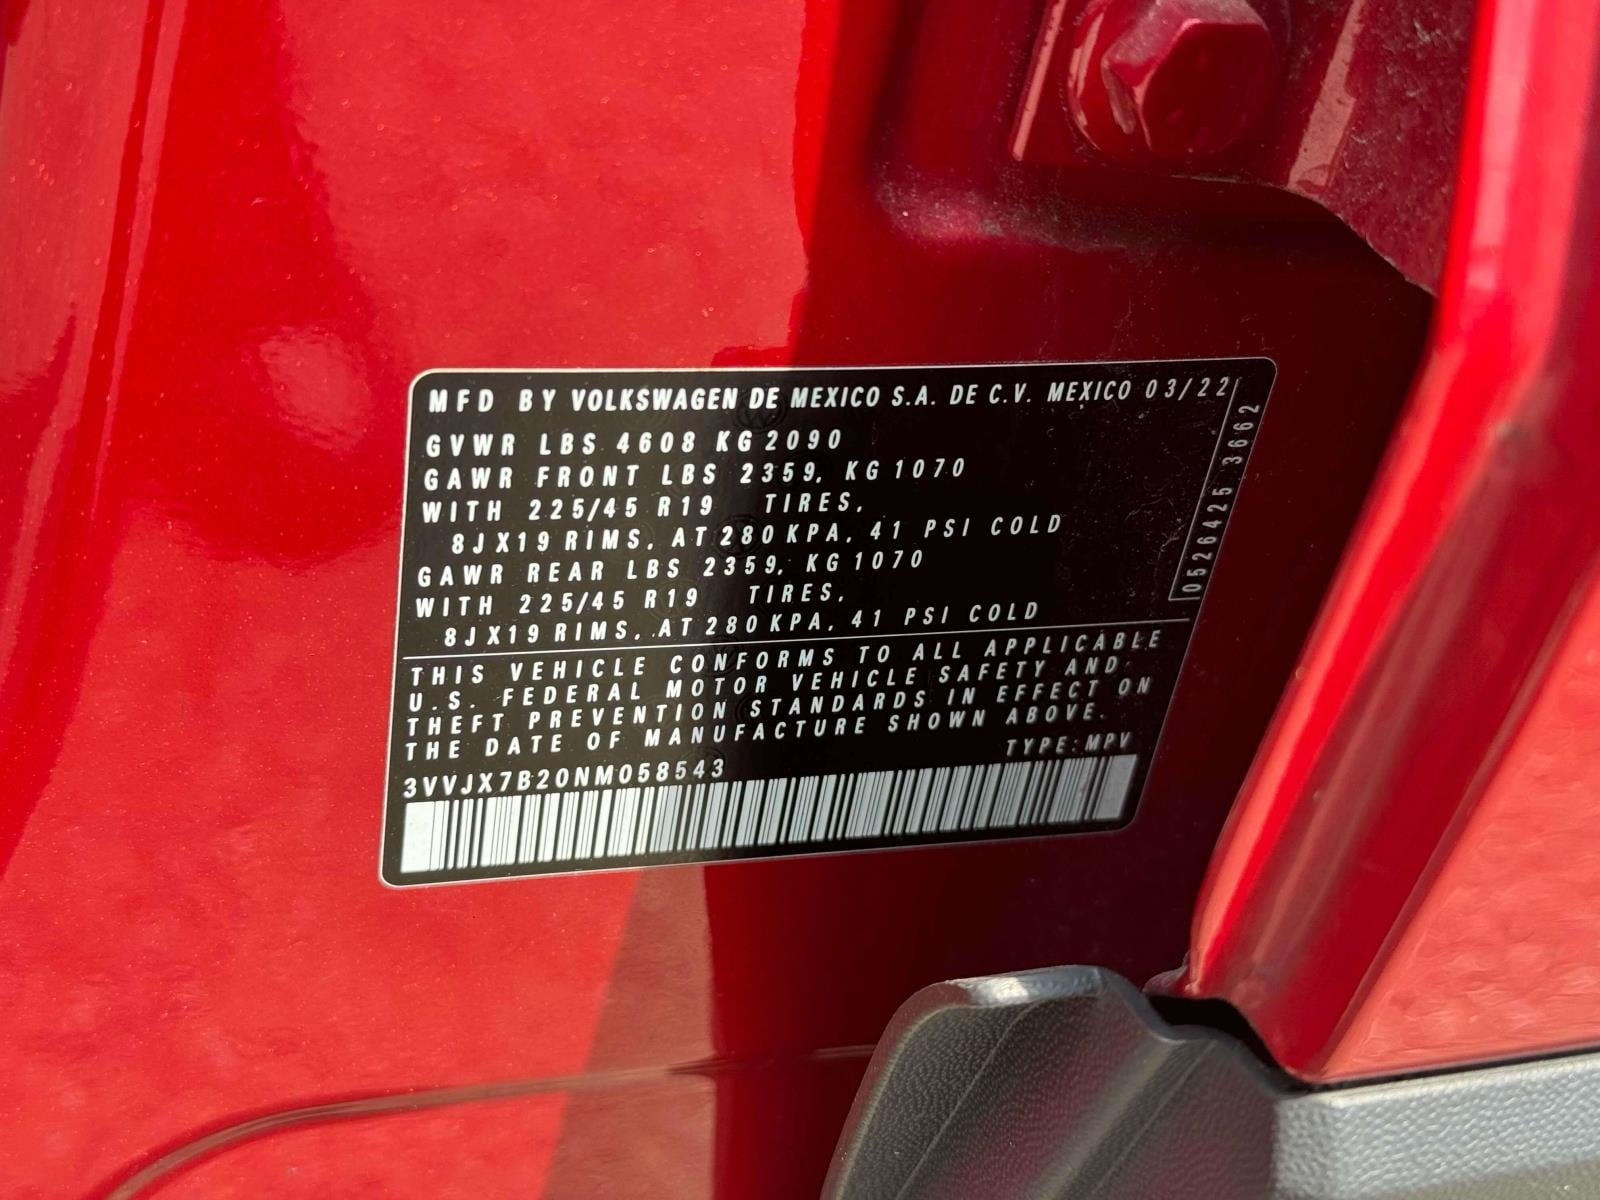 MFD BY VOLKSWAGEN DE MEXICO S.A. DE C.V. MEXICO 03/22
GVWR LBS 4608 KG 2090
GAWR FRONT LBS 2359, KG 1070
WITH 225/45 R19 TIRES,
8JX19 RIMS, AT 280 KPA, 41 PSI COLD
GAWR REAR LBS 2359, KG 1070
WITH 225/45 R19 TIRES,
8JX19 RIMS, AT 280 KPA, 41 PSI COLD
0526425 3662
THIS VEHICLE CONFORMS TO ALL APPLICABLE
U.S. FEDERAL MOTOR VEHICLE SAFETY AND
THEFT PREVENTION STANDARDS IN EFFECT ON
THE DATE OF MANUFACTURE SHOWN ABOVE.
TYPE: MPV
3VVJX7B20NM058543